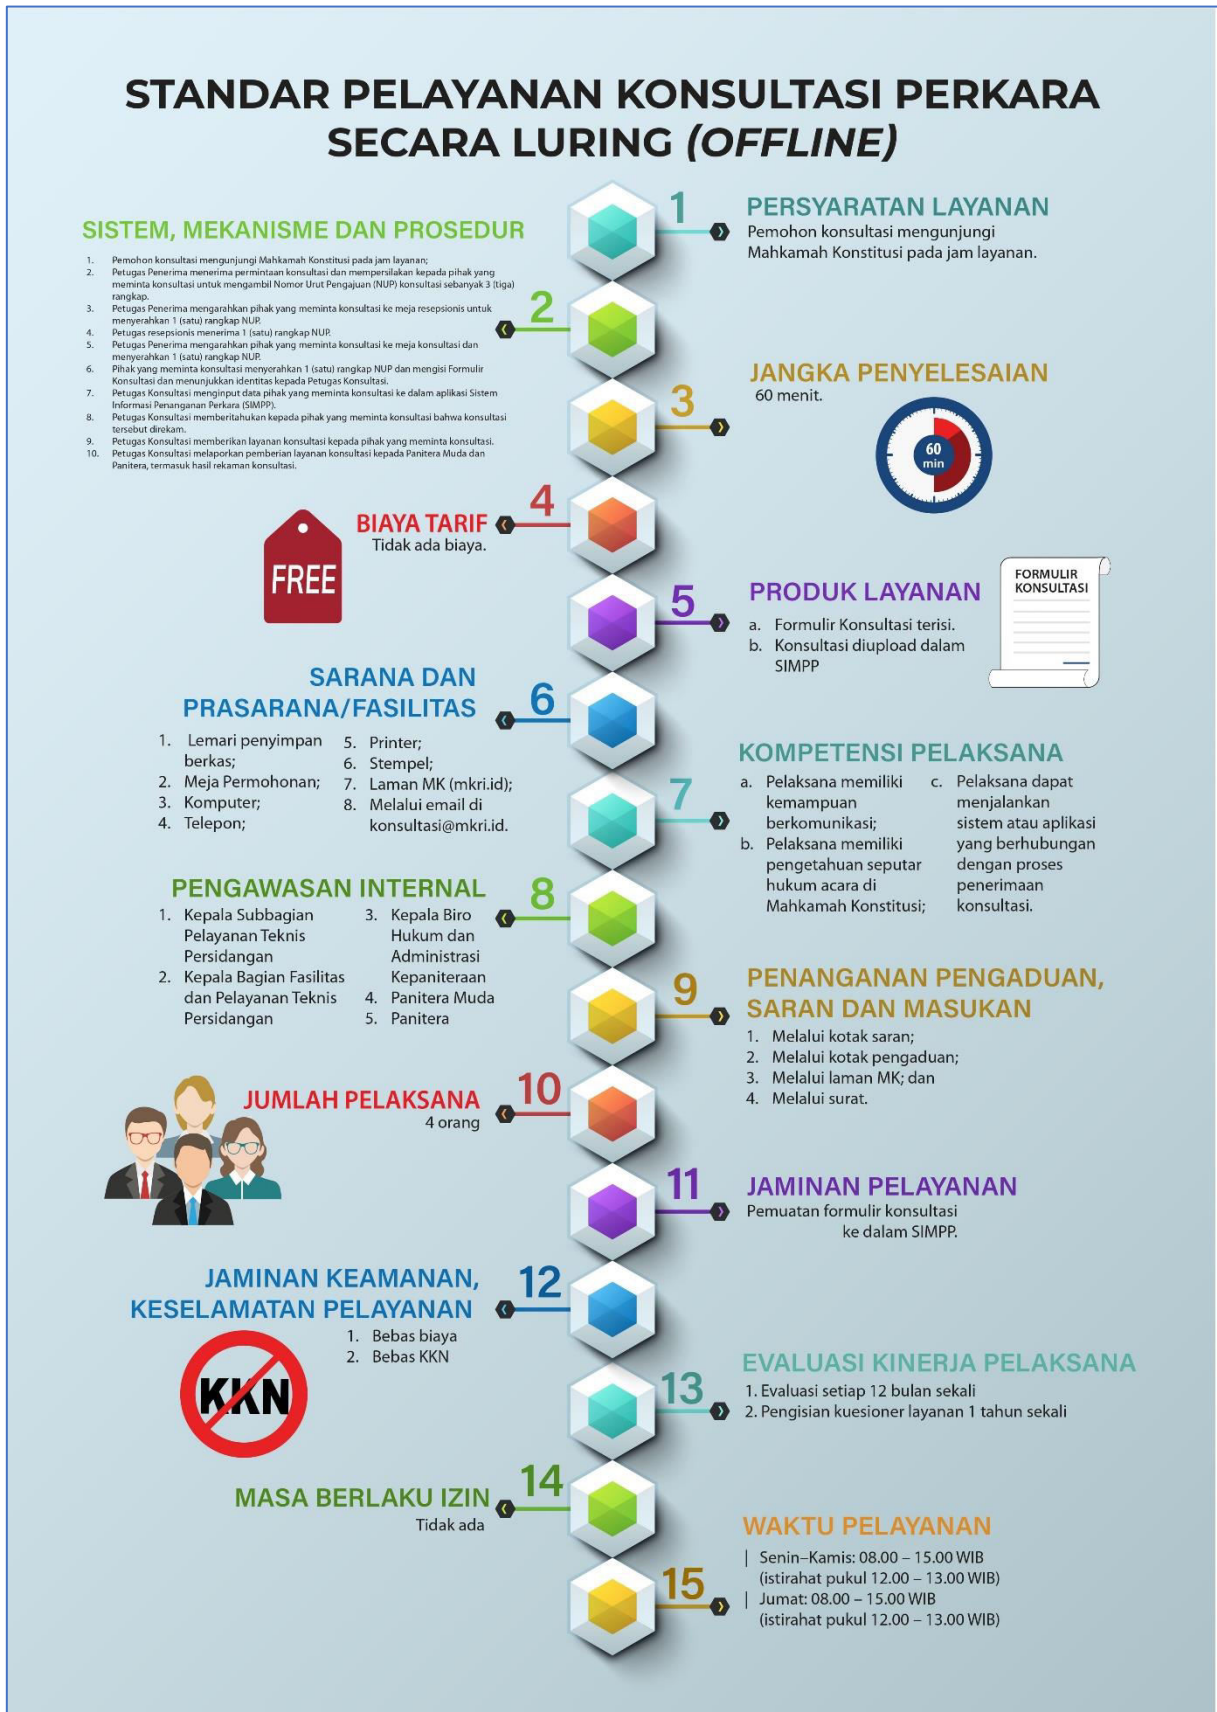 STANDAR PELAYANAN KONSULTASI PERKARA
SECARA LURING (OFFLINE)
1
PERSYARATAN LAYANAN
Pemohon konsultasi mengunjungi
Mahkamah Konstitusi pada jam layanan.
SISTEM, MEKANISME DAN PROSEDUR
1. Pemohon konsultasi mengunjungi Mahkamah Konstitusi pada jam layanan;
2. Petugas Penerima menerima permintaan konsultasi dan mempersilakan kepada pihak yang
meminta konsultasi untuk mengambil Nomor Urut Pengajuan (NUP) konsultasi sebanyak 3 (tiga)
rangkap.
3. Petugas Penerima mengarahkan pihak yang meminta konsultasi ke meja resepsionis untuk
menyerahkan 1 (satu) rangkap NUP.
4. Petugas resepsionis menerima 1 (satu) rangkap NUP.
5. Petugas Penerima mengarahkan pihak yang meminta konsultasi ke meja konsultasi dan
menyerahkan 1 (satu) rangkap NUP.
6. Pihak yang meminta konsultasi menyerahkan 1 (satu) rangkap NUP dan mengisi Formulir
Konsultasi dan menunjukkan identitas kepada Petugas Konsultasi.
7. Petugas Konsultasi menginput data pihak yang meminta konsultasi ke dalam aplikasi Sistem
Informasi Penanganan Perkara (SIMPP).
8. Petugas Konsultasi memberitahukan kepada pihak yang meminta konsultasi bahwa konsultasi
tersebut direkam.
9. Petugas Konsultasi memberikan layanan konsultasi kepada pihak yang meminta konsultasi.
10. Petugas Konsultasi melaporkan pemberian layanan konsultasi kepada Panitera Muda dan
Panitera, termasuk hasil rekaman konsultasi.
2
3
JANGKA PENYELESAIAN
60 menit.
60
min
4
BIAYA TARIF
Tidak ada biaya.
FREE
5
PRODUK LAYANAN
a. Formulir Konsultasi terisi.
b. Konsultasi diupload dalam
SIMPP
FORMULIR
KONSULTASI
SARANA DAN
PRASARANA/FASILITAS
6
1. Lemari penyimpan
berkas;
2. Meja Permohonan;
3. Komputer;
4. Telepon;
5. Printer;
6. Stempel;
7. Laman MK (mkri.id);
8. Melalui email di
konsultasi@mkri.id.
7
KOMPETENSI PELAKSANA
a. Pelaksana memiliki
kemampuan
berkomunikasi;
b. Pelaksana memiliki
pengetahuan seputar
hukum acara di
Mahkamah Konstitusi;
c. Pelaksana dapat
menjalankan
sistem atau aplikasi
yang berhubungan
dengan proses
penerimaan
konsultasi.
PENGAWASAN INTERNAL
8
1. Kepala Subbagian
Pelayanan Teknis
Persidangan
2. Kepala Bagian Fasilitas
dan Pelayanan Teknis
Persidangan
3. Kepala Biro
Hukum dan
Administrasi
Kepaniteraan
4. Panitera Muda
5. Panitera
9
PENANGANAN PENGADUAN,
SARAN DAN MASUKAN
1. Melalui kotak saran;
2. Melalui kotak pengaduan;
3. Melalui laman MK; dan
4. Melalui surat.
10
JUMLAH PELAKSANA
4 orang
11
JAMINAN PELAYANAN
Pemuatan formulir konsultasi
ke dalam SIMPP.
JAMINAN KEAMANAN,
KESELAMATAN PELAYANAN
12
1. Bebas biaya
2. Bebas KKN
KKN
13
EVALUASI KINERJA PELAKSANA
1. Evaluasi setiap 12 bulan sekali
2. Pengisian kuesioner layanan 1 tahun sekali
14
MASA BERLAKU IZIN
Tidak ada
15
WAKTU PELAYANAN
| Senin–Kamis: 08.00 – 15.00 WIB
(istirahat pukul 12.00 – 13.00 WIB)
| Jumat: 08.00 – 15.00 WIB
(istirahat pukul 12.00 – 13.00 WIB)